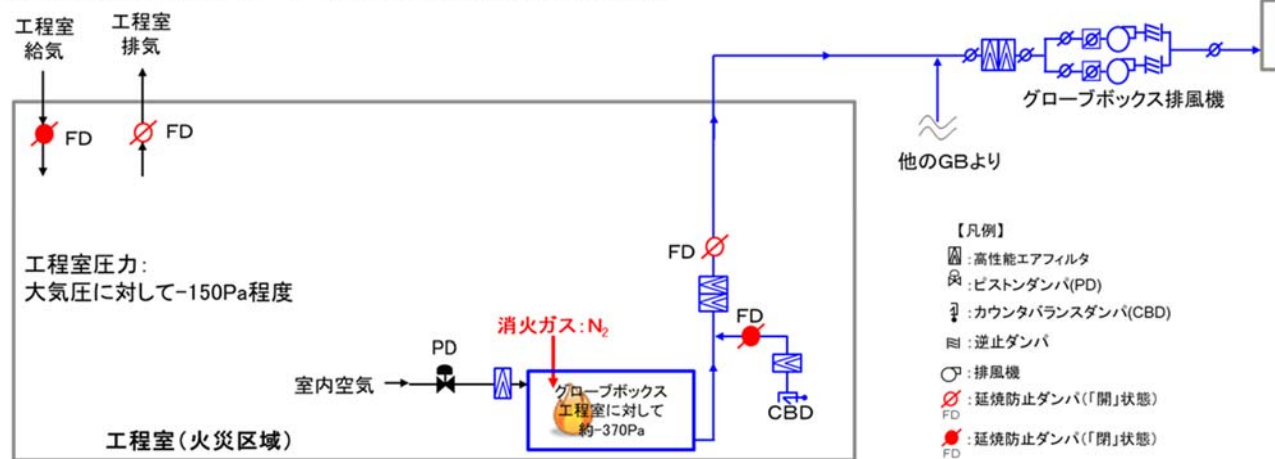 工程室
給気
工程室
排気
FD
FD
グローブボックス排風機
他のGBより
FD
工程室圧力:
大気圧に対して-150Pa程度
消火ガス:N₂
FD
PD
室内空気
グローブボックス
工程室に対して
約-370Pa
CBD
工程室(火災区域)
【凡例】
:高性能エアフィルタ
:ピストンダンパ(PD)
:カウンタバランスダンパ(CBD)
:逆止ダンパ
:排風機
:延焼防止ダンパ(「開」状態)
FD
:延焼防止ダンパ(「閉」状態)
FD